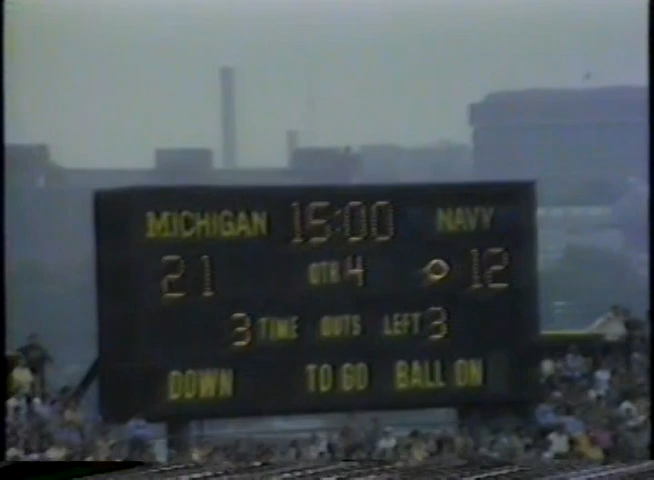 MICHIGAN 15:00 NAVY
21 QTR 4 12
3 TIME OUTS LEFT 3
DOWN TO GO BALL ON